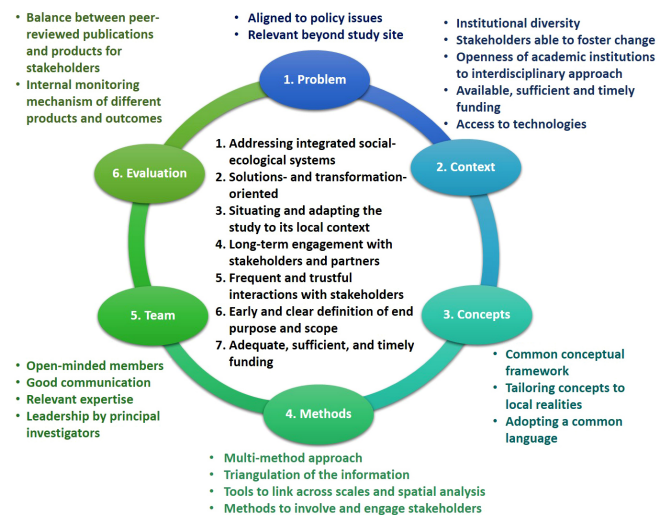 • Balance between peer-
reviewed publications
and products for
stakeholders
• Internal monitoring
mechanism of different
products and outcomes
• Aligned to policy issues
• Relevant beyond study site
• Institutional diversity
• Stakeholders able to foster change
• Openness of academic institutions
to interdisciplinary approach
• Available, sufficient and timely
funding
• Access to technologies
1. Problem
2. Context
6. Evaluation
1. Addressing integrated social-
ecological systems
2. Solutions- and transformation-
oriented
3. Situating and adapting the
study to its local context
4. Long-term engagement with
stakeholders and partners
5. Frequent and trustful
interactions with stakeholders
6. Early and clear definition of end
purpose and scope
7. Adequate, sufficient, and timely
funding
5. Team
3. Concepts
• Open-minded members
• Good communication
• Relevant expertise
• Leadership by principal
investigators
4. Methods
• Common conceptual
framework
• Tailoring concepts to
local realities
• Adopting a common
language
• Multi-method approach
• Triangulation of the information
• Tools to link across scales and spatial analysis
• Methods to involve and engage stakeholders